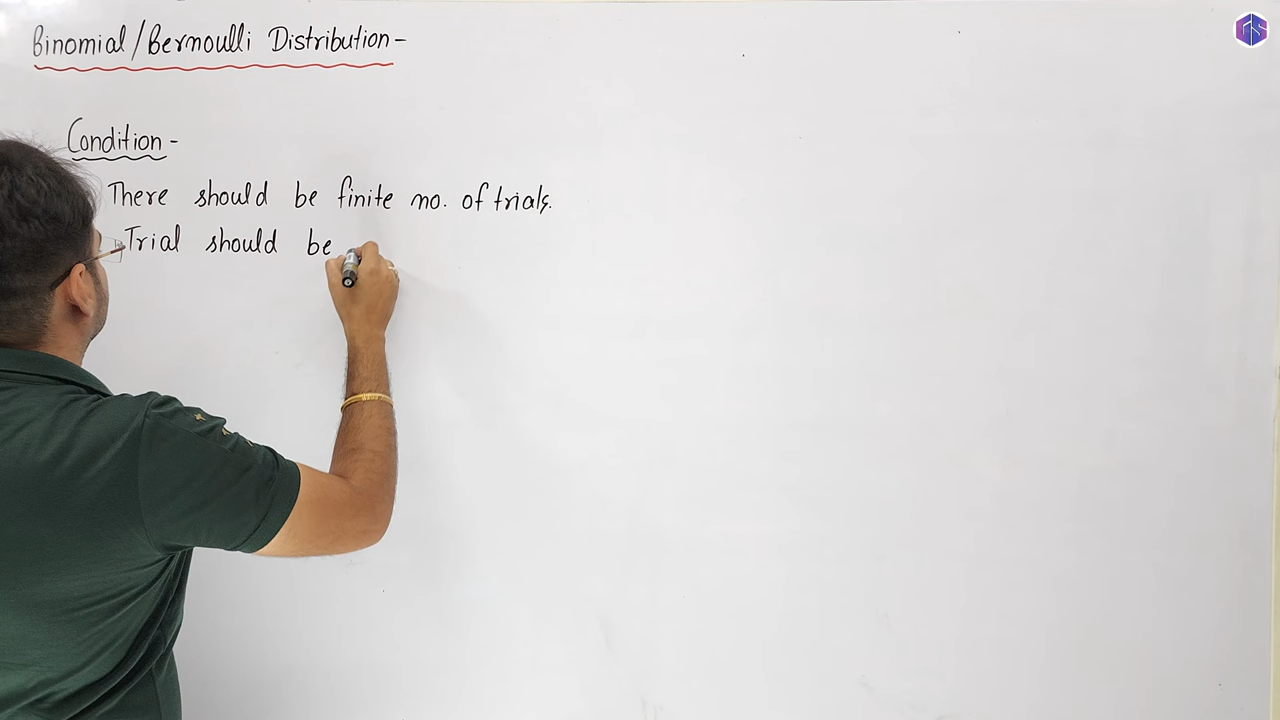 Binomial/Bernoulli Distribution-
Condition-
There should be finite no. of trials.
Trial should be